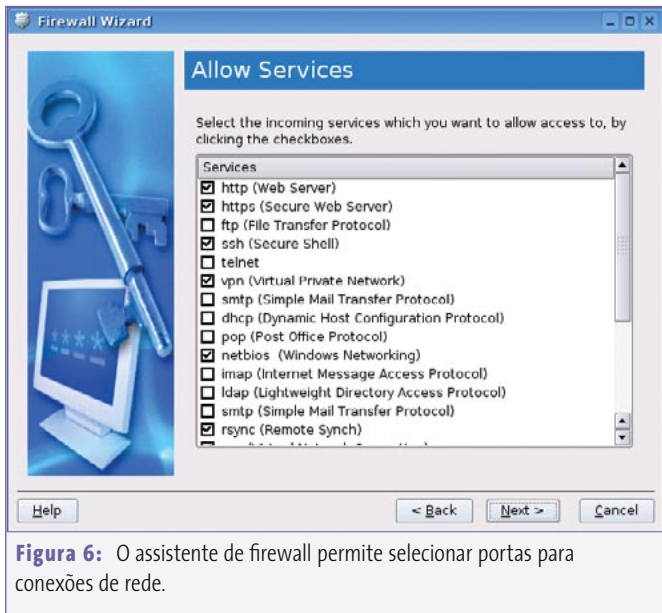 Firewall Wizard
Allow Services
Select the incoming services which you want to allow access to, by
clicking the checkboxes.
Services
http (Web Server)
https (Secure Web Server)
ftp (File Transfer Protocol)
ssh (Secure Shell)
telnet
vpn (Virtual Private Network)
smtp (Simple Mail Transfer Protocol)
dhcp (Dynamic Host Configuration Protocol)
pop (Post Office Protocol)
netbios (Windows Networking)
imap (Internet Message Access Protocol)
ldap (Lightweight Directory Access Protocol)
smtp (Simple Mail Transfer Protocol)
rsync (Remote Synch)
Help
< Back
Next >
Cancel
Figura 6: O assistente de firewall permite selecionar portas para
conexões de rede.